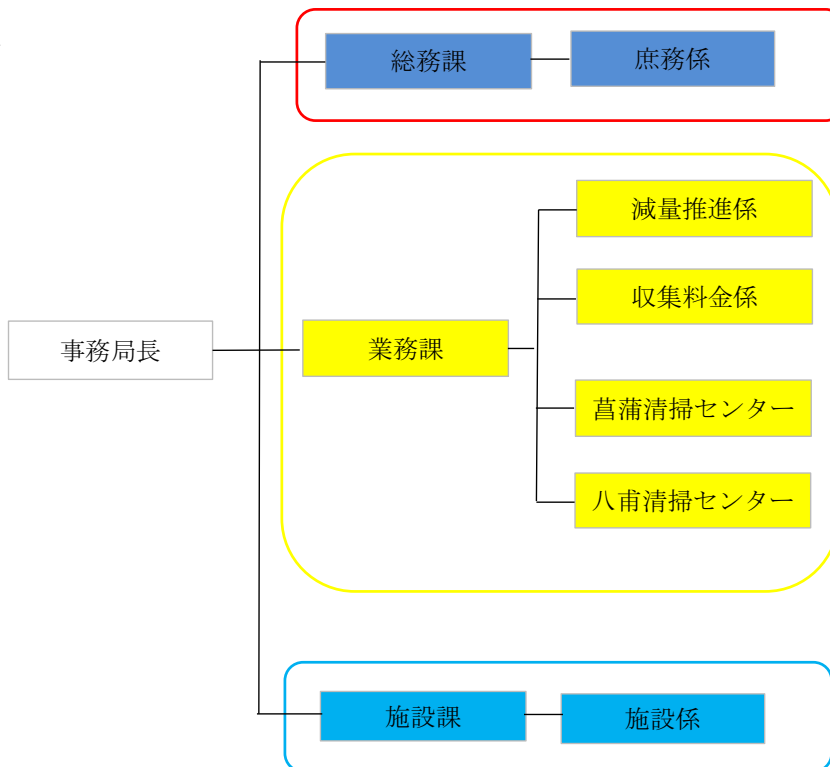 総務課
庶務係
減量推進係
収集料金係
事務局長
業務課
菖蒲清掃センター
八甫清掃センター
施設課
施設係